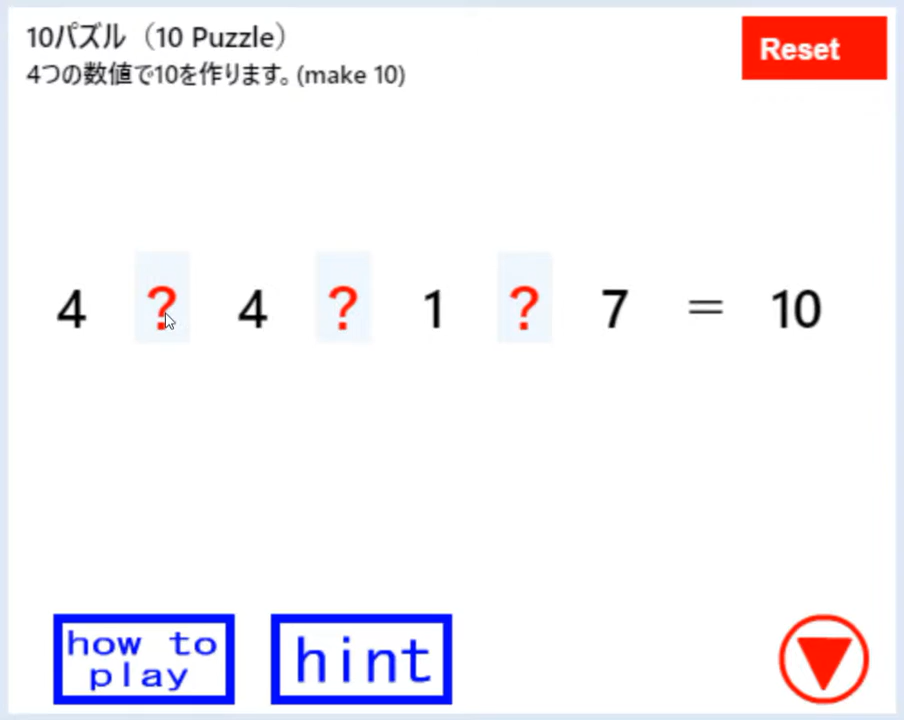 10パズル（10 Puzzle）
4つの数値で10を作ります。(make 10)
Reset
4 ? 4 ? 1 ? 7 = 10
how to
play
hint